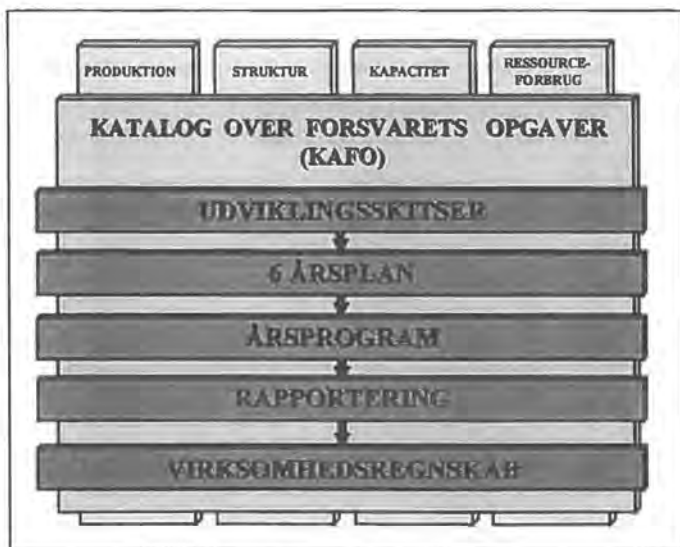 PRODUKTION
STRUKTUR
KAPACITET
RESSOURCE-
FORBRUG
KATALOG OVER FORSVARETS OPGAVER
(KAFO)
UDVIKLINGSSKITSER
6 ÅRSPLAN
ÅRSPROGRAM
RAPPORTERING
VIRKSOMHEDSREGNSKAB